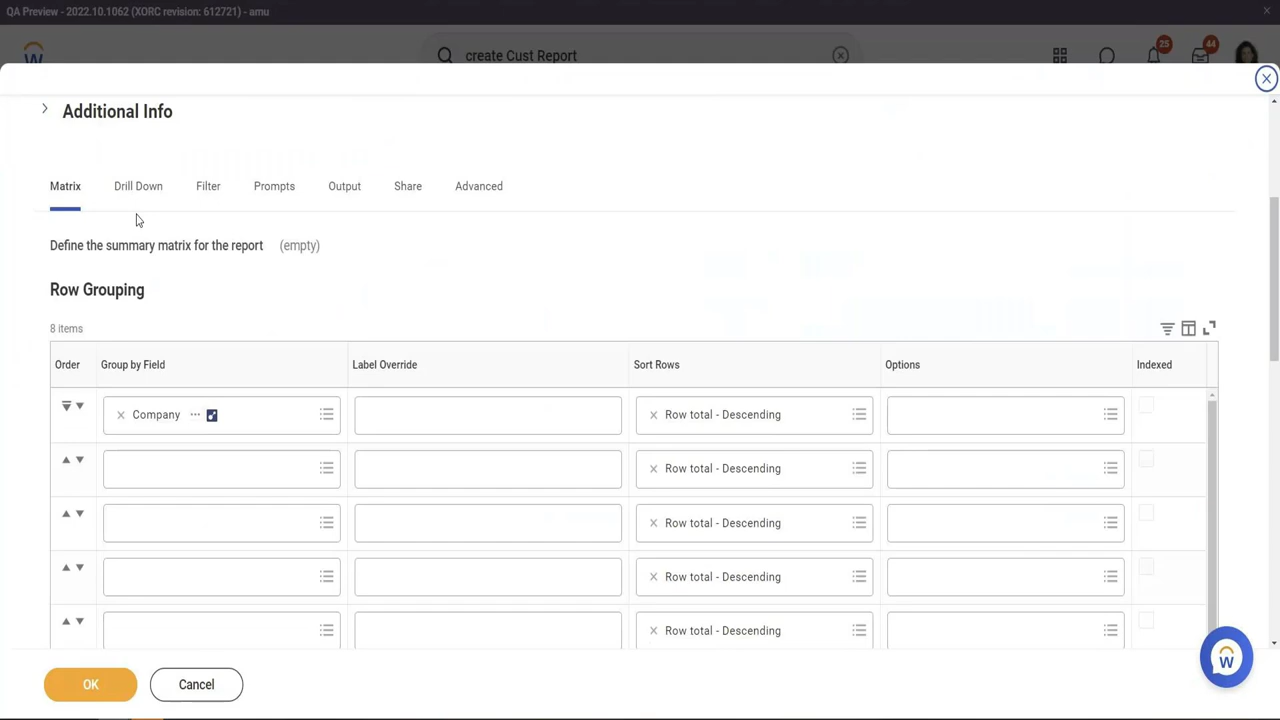 QA Preview - 2022.10.1062 (XORC revision: 612721) - amu
create Cust Report
25
44
Additional Info
Matrix Drill Down Filter Prompts Output Share Advanced
Define the summary matrix for the report (empty)
Row Grouping
8 items
Order Group by Field Label Override Sort Rows Options Indexed
Company Row total - Descending
Row total - Descending
Row total - Descending
Row total - Descending
Row total - Descending
OK Cancel